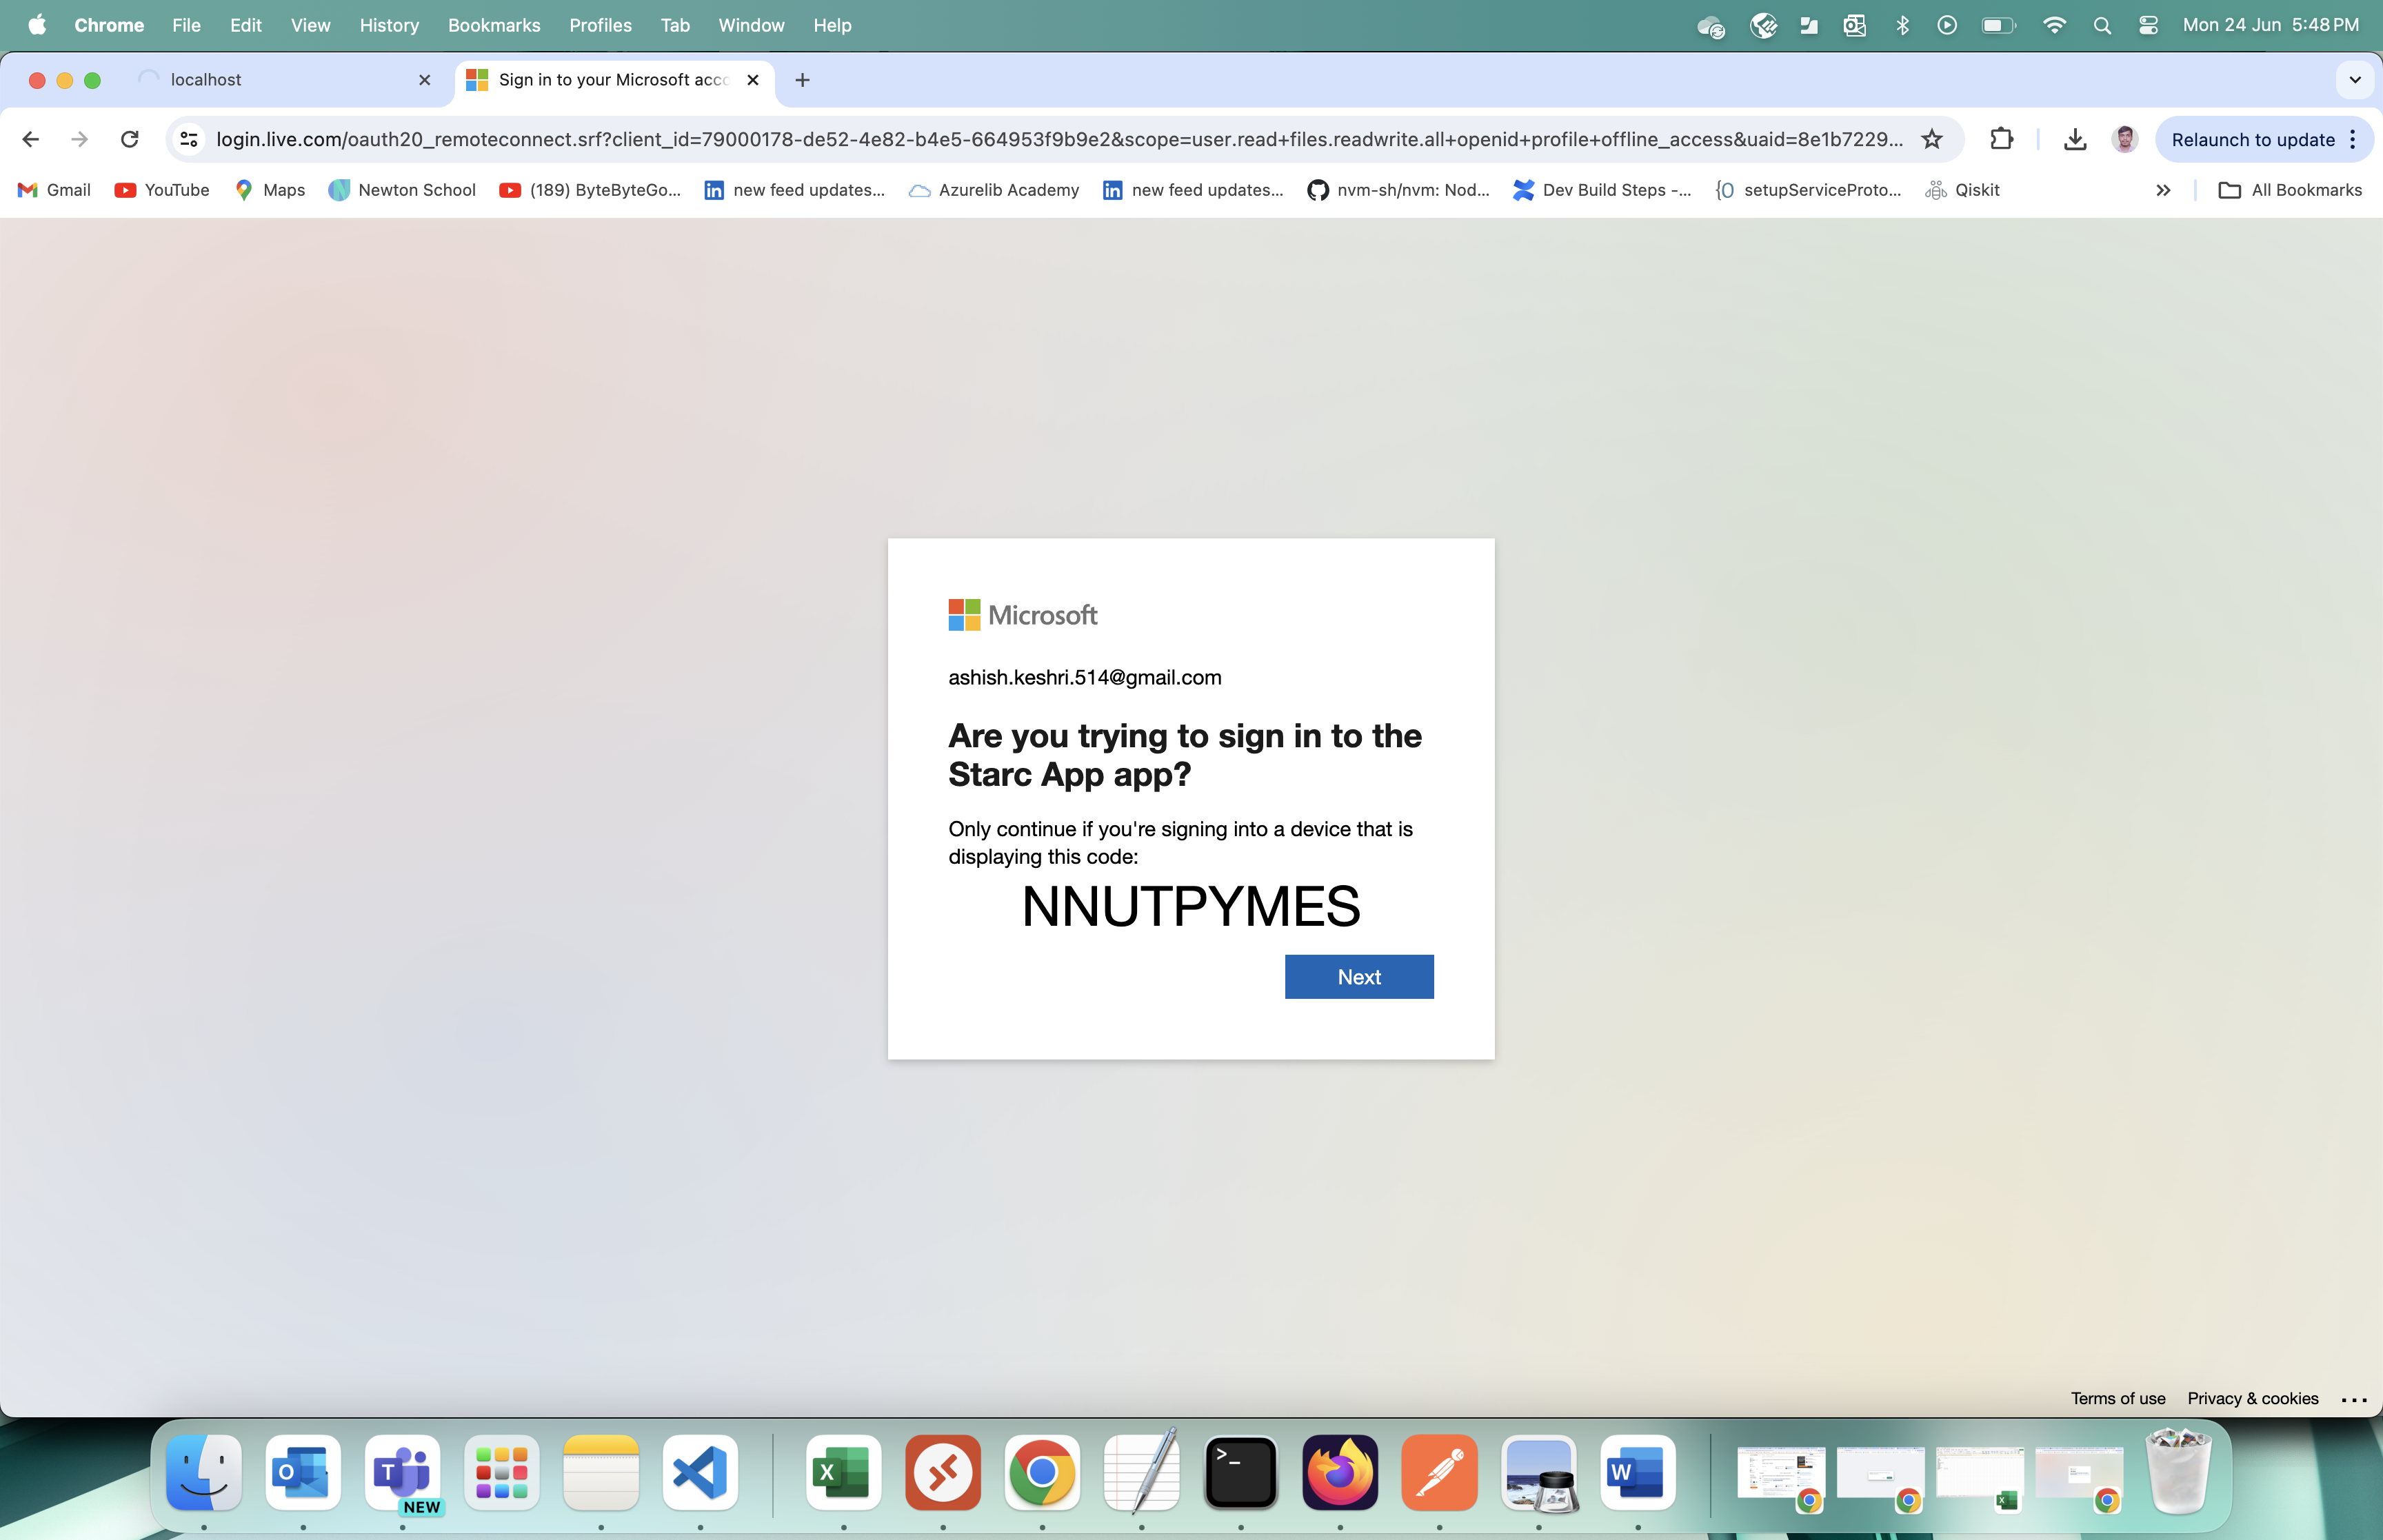 Chrome File Edit View History Bookmarks Profiles Tab Window Help Mon 24 Jun 5:48 PM
localhost Sign in to your Microsoft acco
login.live.com/oauth20_remoteconnect.srf?client_id=79000178-de52-4e82-b4e5-664953f9b9e2&scope=user.read+files.readwrite.all+openid+profile+offline_access&uaid=8e1b7229... Relaunch to update
Gmail YouTube Maps Newton School (189) ByteByteGo... new feed updates... Azurelib Academy new feed updates... nvm-sh/nvm: Nod... Dev Build Steps -... setupServiceProto... Qiskit All Bookmarks
Microsoft
ashish.keshri.514@gmail.com
Are you trying to sign in to the
Starc App app?
Only continue if you're signing into a device that is
displaying this code:
NNUTPYMES
Next
Terms of use Privacy & cookies
NEW